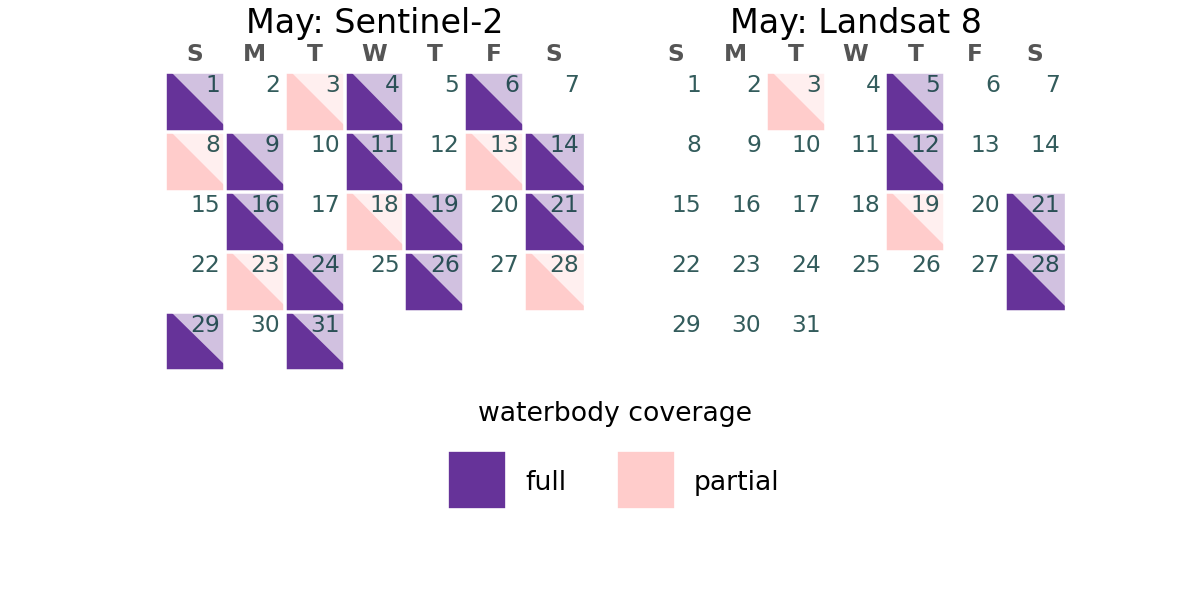 May: Sentinel-2
S M T W T F S
1 2 3 4 5 6 7
8 9 10 11 12 13 14
15 16 17 18 19 20 21
22 23 24 25 26 27 28
29 30 31
May: Landsat 8
S M T W T F S
1 2 3 4 5 6 7
8 9 10 11 12 13 14
15 16 17 18 19 20 21
22 23 24 25 26 27 28
29 30 31
waterbody coverage
full
partial